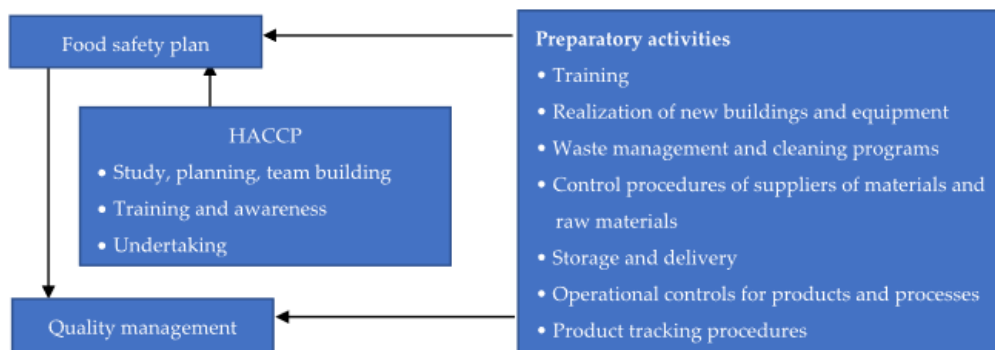 Food safety plan
HACCP
• Study, planning, team building
• Training and awareness
• Undertaking
Quality management
Preparatory activities
• Training
• Realization of new buildings and equipment
• Waste management and cleaning programs
• Control procedures of suppliers of materials and
raw materials
• Storage and delivery
• Operational controls for products and processes
• Product tracking procedures